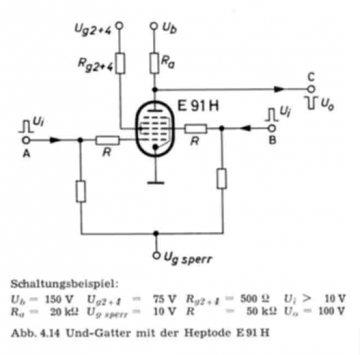 Ug2+4 Ub
Rg2+4 Ra
C
E 91 H Uo
Ui Ui
A R R B
Ug sperr
Schaltungsbeispiel:
Ub = 150 V Ug2+4 = 75 V Rg2+4 = 500 Ω Ui > 10 V
Ra = 20 kΩ Ug sperr = 10 V R = 50 kΩ Uo = 100 V
Abb. 4.14 Und-Gatter mit der Heptode E 91 H